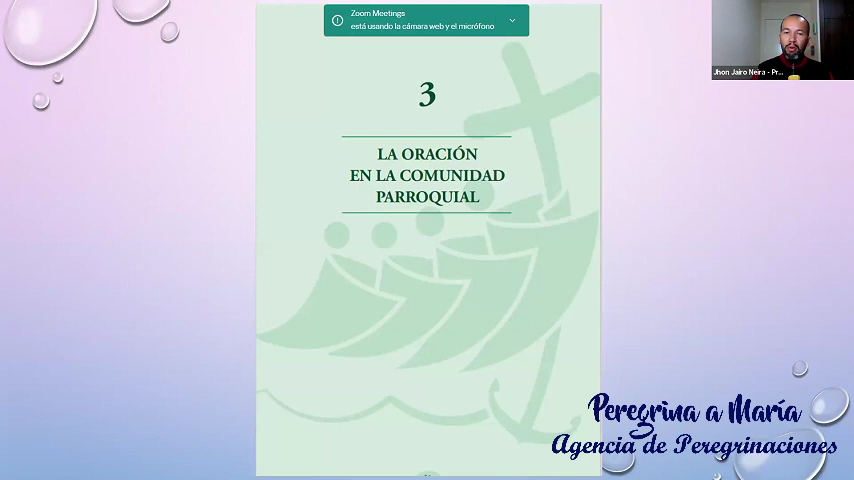 Zoom Meetings
está usando la cámara web y el micrófono
Jhon Jairo Neira - Pr...
3
LA ORACIÓN
EN LA COMUNIDAD
PARROQUIAL
Peregrina a María
Agencia de Peregrinaciones